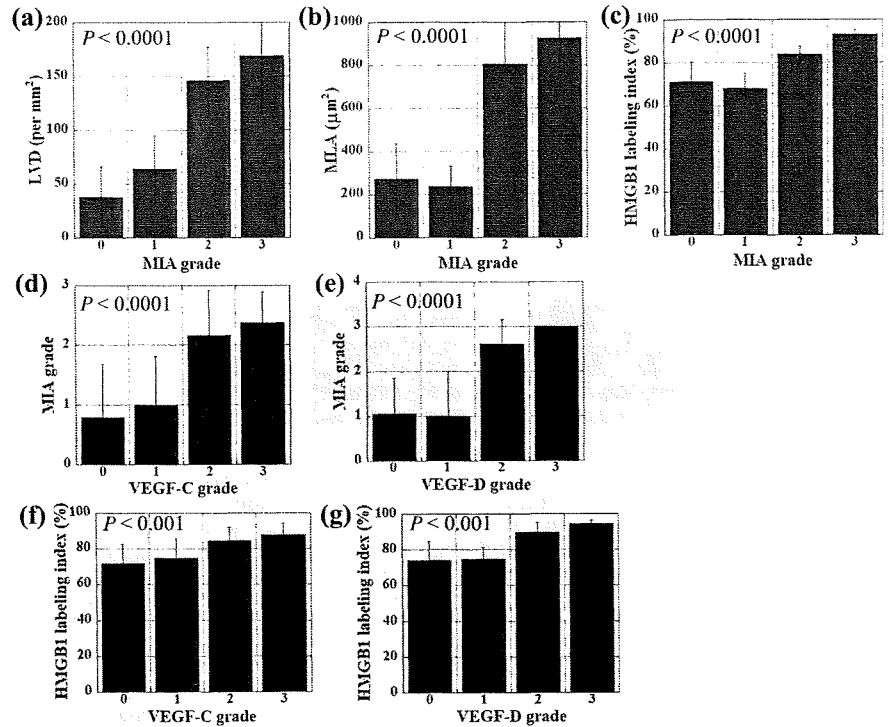 (a)
P < 0.0001
200
150
100
50
0
LVD (per mm²)
0 1 2 3
MIA grade
(b)
P < 0.0001
1000
800
600
400
200
0
MLA (μm²)
0 1 2 3
MIA grade
(c)
P < 0.0001
100
80
60
40
20
0
HMGB1 labeling index (%)
0 1 2 3
MIA grade
(d)
P < 0.0001
3
2
1
0
MIA grade
0 1 2 3
VEGF-C grade
(e)
P < 0.0001
4
3
2
1
0
MIA grade
0 1 2 3
VEGF-D grade
(f)
P < 0.001
100
80
60
40
20
0
HMGB1 labeling index (%)
0 1 2 3
VEGF-C grade
(g)
P < 0.001
100
80
60
40
20
0
HMGB1 labeling index (%)
0 1 2 3
VEGF-D grade